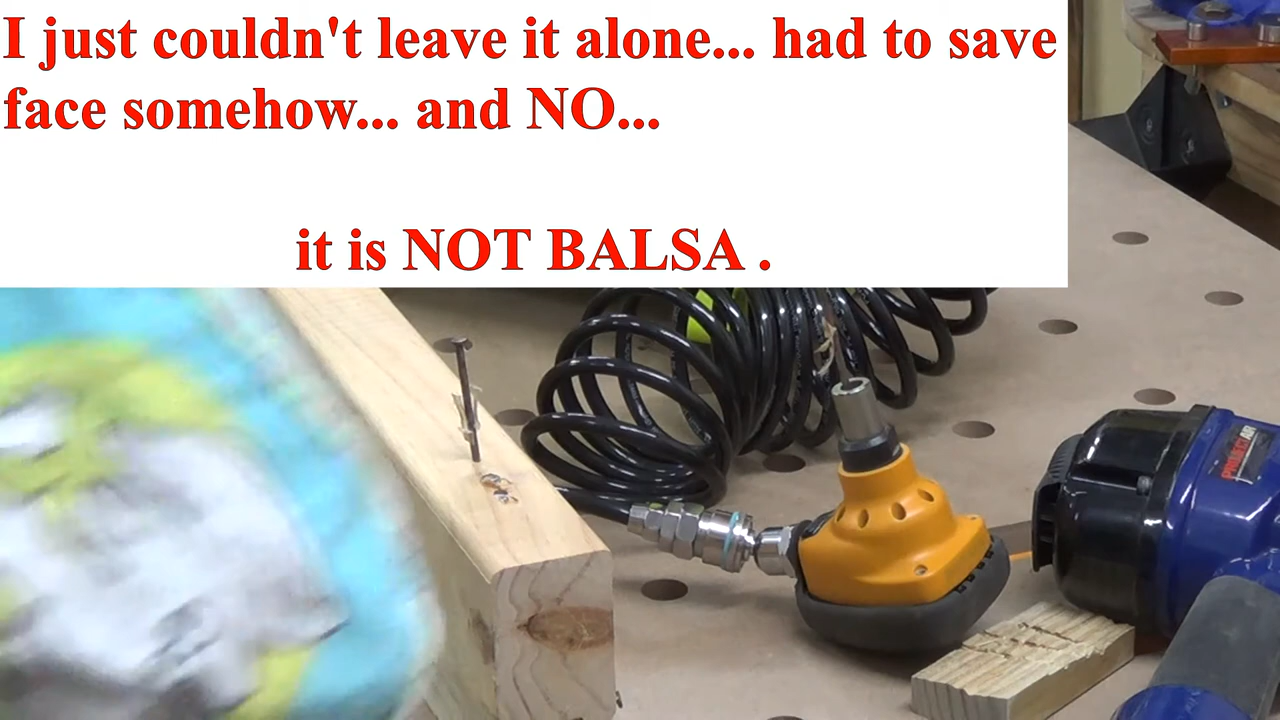 I just couldn't leave it alone... had to save
face somehow... and NO...
it is NOT BALSA .